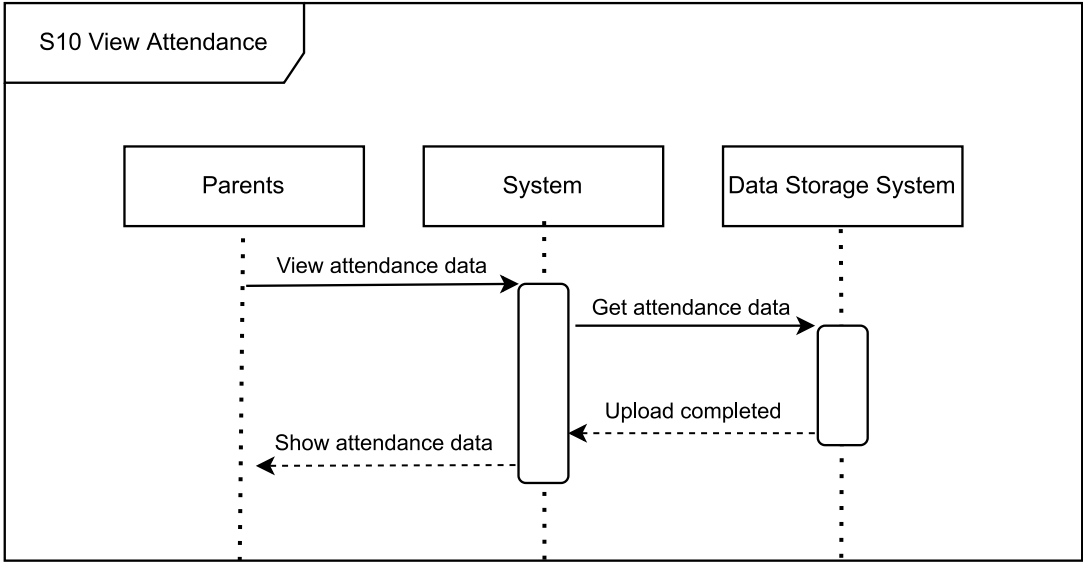 S10 View Attendance
Parents
System
Data Storage System
View attendance data
Get attendance data
Upload completed
Show attendance data